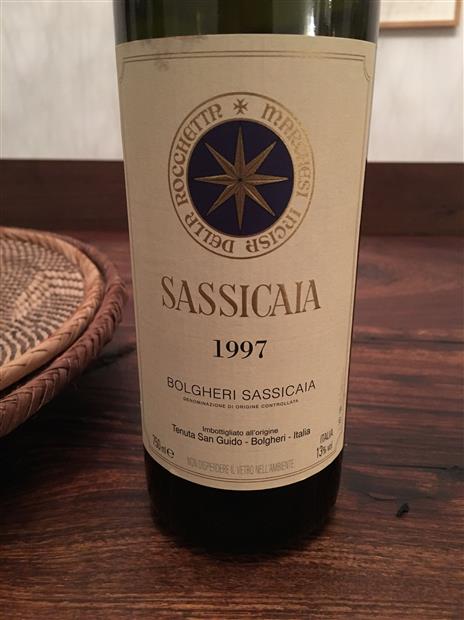 MARCHESI INCISA DELLA ROCCHETTA
SASSICAIA
1997
BOLGHERI SASSICAIA
DENOMINAZIONE DI ORIGINE CONTROLLATA
Imbottigliato all'origine
Tenuta San Guido - Bolgheri - Italia
750 ml e
ITALIA
13% vol
NON DISPERDERE IL VETRO NELL'AMBIENTE